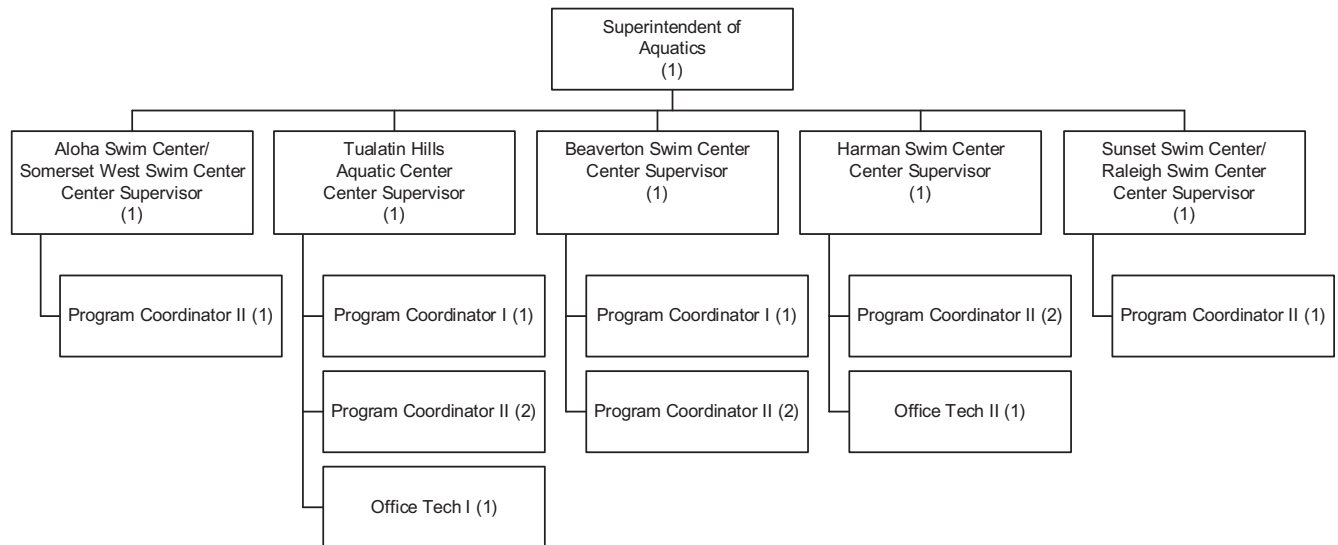 Superintendent of
Aquatics
(1)
Aloha Swim Center/
Somerset West Swim Center
Center Supervisor
(1)
Tualatin Hills
Aquatic Center
Center Supervisor
(1)
Beaverton Swim Center
Center Supervisor
(1)
Harman Swim Center
Center Supervisor
(1)
Sunset Swim Center/
Raleigh Swim Center
Center Supervisor
(1)
Program Coordinator II (1)
Program Coordinator I (1)
Program Coordinator I (1)
Program Coordinator II (2)
Program Coordinator II (1)
Program Coordinator II (2)
Program Coordinator II (2)
Office Tech II (1)
Office Tech I (1)